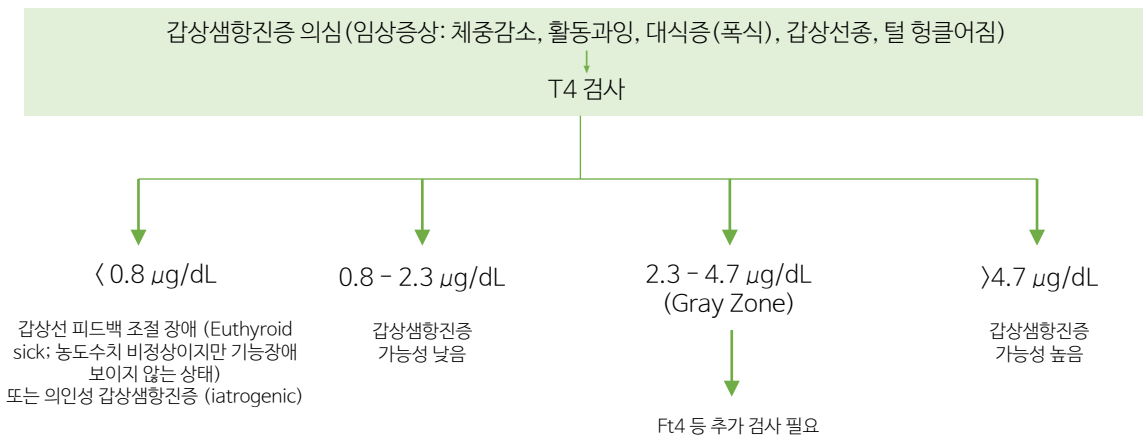 갑상샘항진증 의심(임상증상: 체중감소, 활동과잉, 대식증(폭식), 갑상선종, 털 헝클어짐)
T4 검사
〈 0.8 μg/dL
갑상선 피드백 조절 장애 (Euthyroid
sick; 농도수치 비정상이지만 기능장애
보이지 않는 상태)
또는 의인성 갑상샘항진증 (iatrogenic)
0.8 – 2.3 μg/dL
갑상샘항진증
가능성 낮음
2.3 – 4.7 μg/dL
(Gray Zone)
Ft4 등 추가 검사 필요
〉4.7 μg/dL
갑상샘항진증
가능성 높음